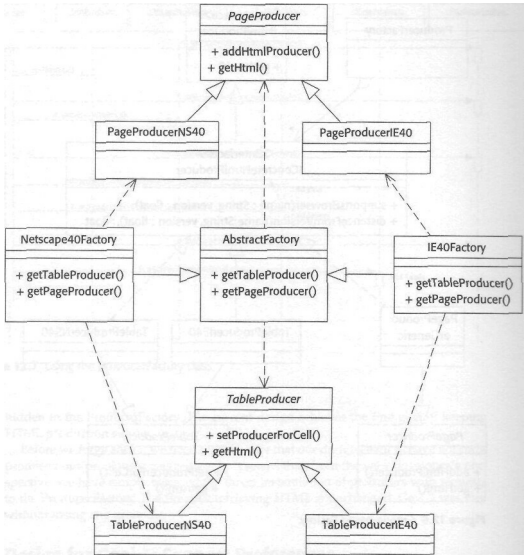 PageProducer
+ addHtmlProducer()
+ getHtml()
PageProducerNS40
PageProducerIE40
Netscape40Factory
+ getTableProducer()
+ getPageProducer()
AbstractFactory
+ getTableProducer()
+ getPageProducer()
IE40Factory
+ getTableProducer()
+ getPageProducer()
TableProducer
+ setProducerForCell()
+ getHtml()
TableProducerNS40
TableProducerIE40